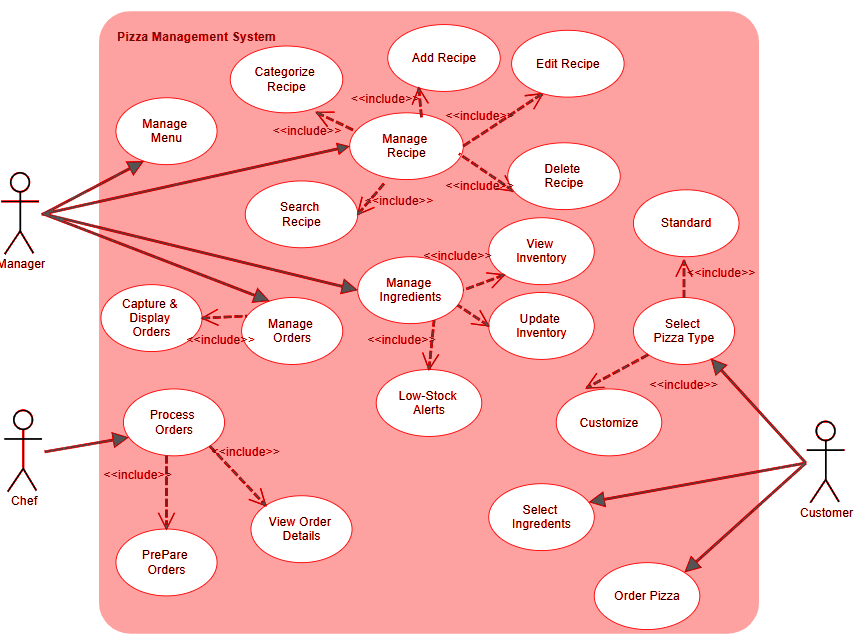 Pizza Management System
Add Recipe
Edit Recipe
Categorize
Recipe
<<include>>
<<include>>
<<include>>
Manage
Menu
Manage
Recipe
Delete
Recipe
<<include>>
<<include>>
Search
Recipe
Standard
Manager
View
Inventory
<<include>>
<<include>>
Manage
Ingredients
Capture &
Display
Orders
Manage
Orders
<<include>>
Update
Inventory
Select
Pizza Type
<<include>>
<<include>>
Low-Stock
Alerts
Customize
Process
Orders
<<include>>
<<include>>
Chef
Customer
Select
Ingredents
View Order
Details
PrePare
Orders
Order Pizza